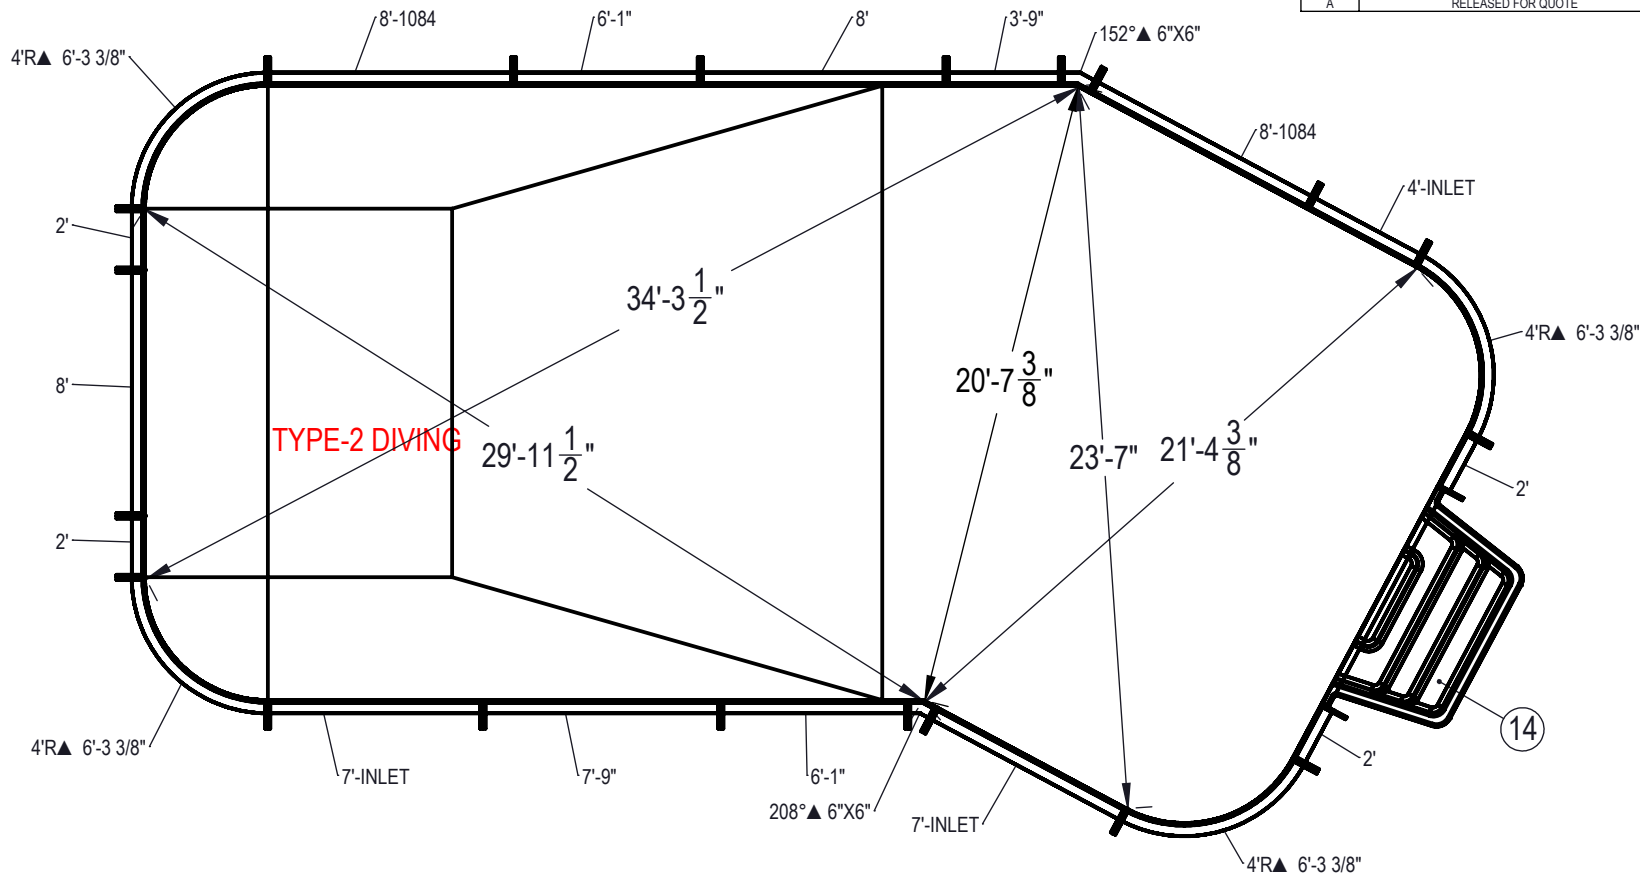 A RELEASED FOR QUOTE
8'-1084
6'-1"
8'
3'-9"
152°▲ 6"X6"
4'R▲ 6'-3 3/8"
8'-1084
4'-INLET
2'
34'-3 1/2"
4'R▲ 6'-3 3/8"
20'-7 3/8"
8'
TYPE-2 DIVING
29'-11 1/2"
23'-7"
21'-4 3/8"
2'
2'
14
4'R▲ 6'-3 3/8"
7'-INLET
7'-9"
6'-1"
2'
208°▲ 6"X6"
7'-INLET
4'R▲ 6'-3 3/8"